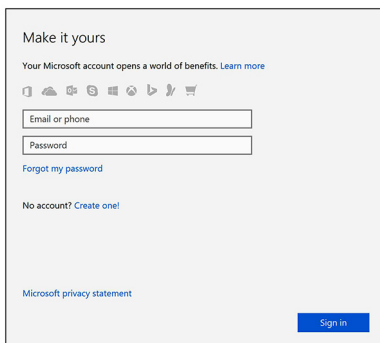 Make it yours
Your Microsoft account opens a world of benefits. Learn more
Email or phone
Password
Forgot my password
No account? Create one!
Microsoft privacy statement
Sign in